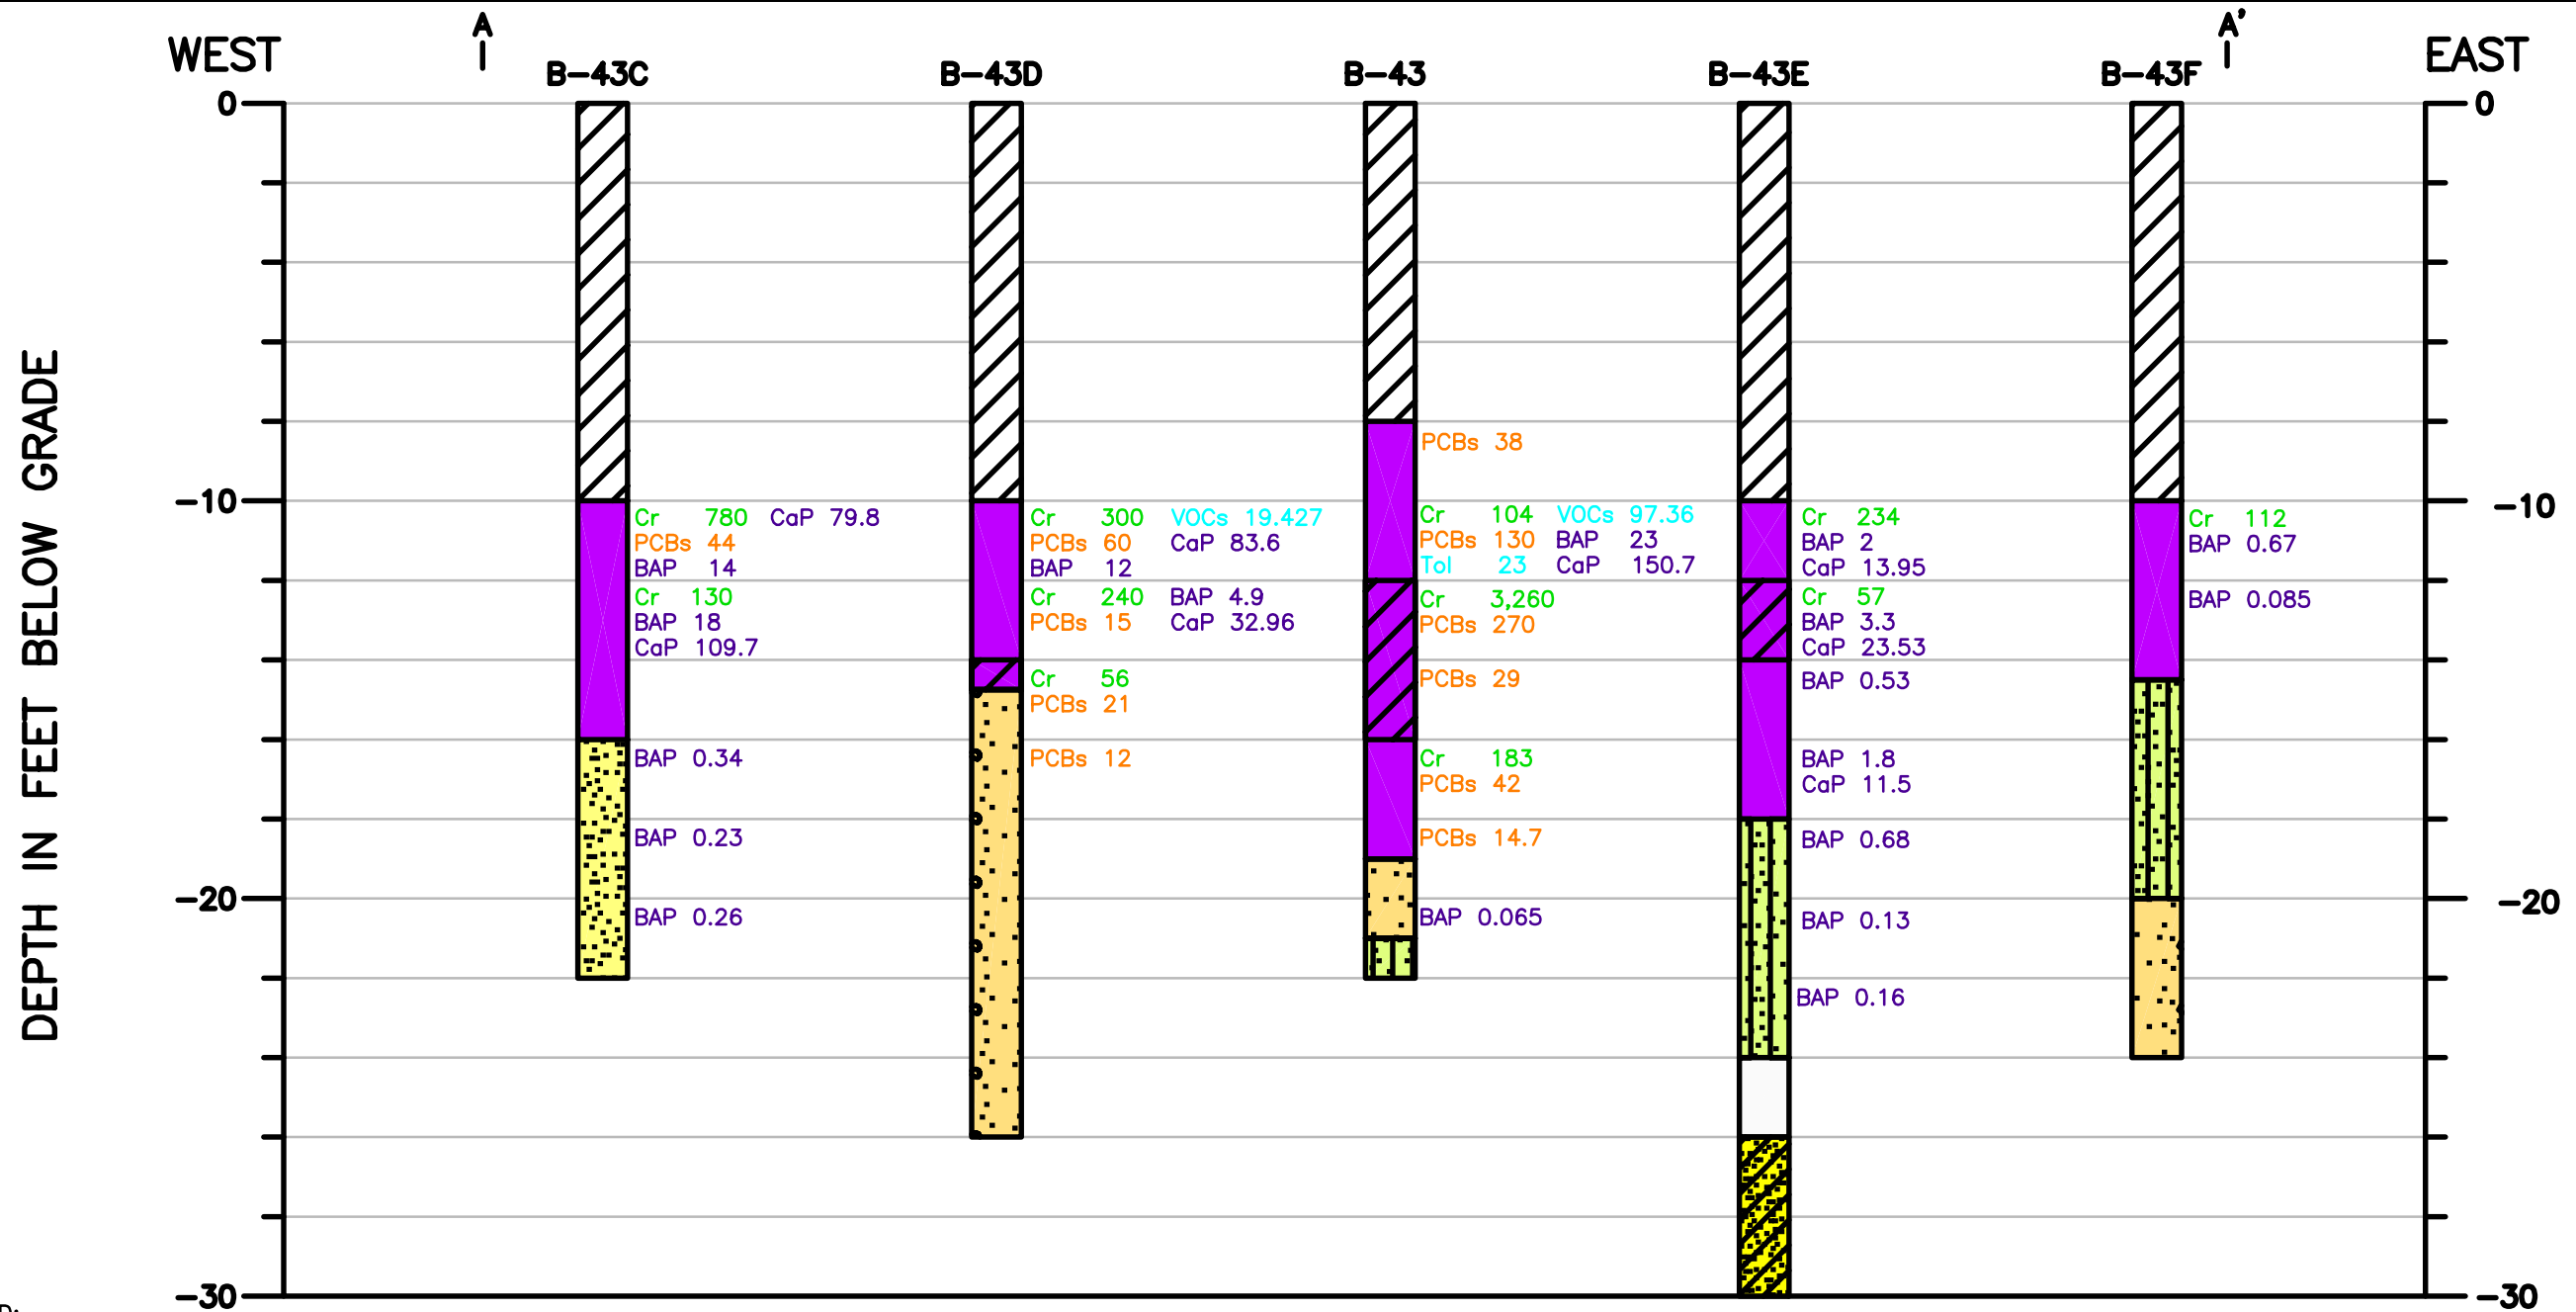 A A’
WEST EAST
B-43C B-43D B-43 B-43E B-43F
0 0
DEPTH IN FEET BELOW GRADE
PCBs 38
-10 -10
Cr 780 CaP 79.8
PCBs 44
BAP 14
Cr 130
BAP 18
CaP 109.7
BAP 0.34
BAP 0.23
BAP 0.26
Cr 300 VOCs 19.427
PCBs 60 CaP 83.6
BAP 12
Cr 240 BAP 4.9
PCBs 15 CaP 32.96
Cr 56
PCBs 21
PCBs 12
Cr 104 VOCs 97.36
PCBs 130 BAP 23
Tol 23 CaP 150.7
Cr 3,260
PCBs 270
PCBs 29
Cr 183
PCBs 42
PCBs 14.7
BAP 0.065
Cr 234
BAP 2
CaP 13.95
Cr 57
BAP 3.3
CaP 23.53
BAP 0.53
BAP 1.8
CaP 11.5
BAP 0.68
BAP 0.13
BAP 0.16
Cr 112
BAP 0.67
BAP 0.085
-20 -20
-30 -30